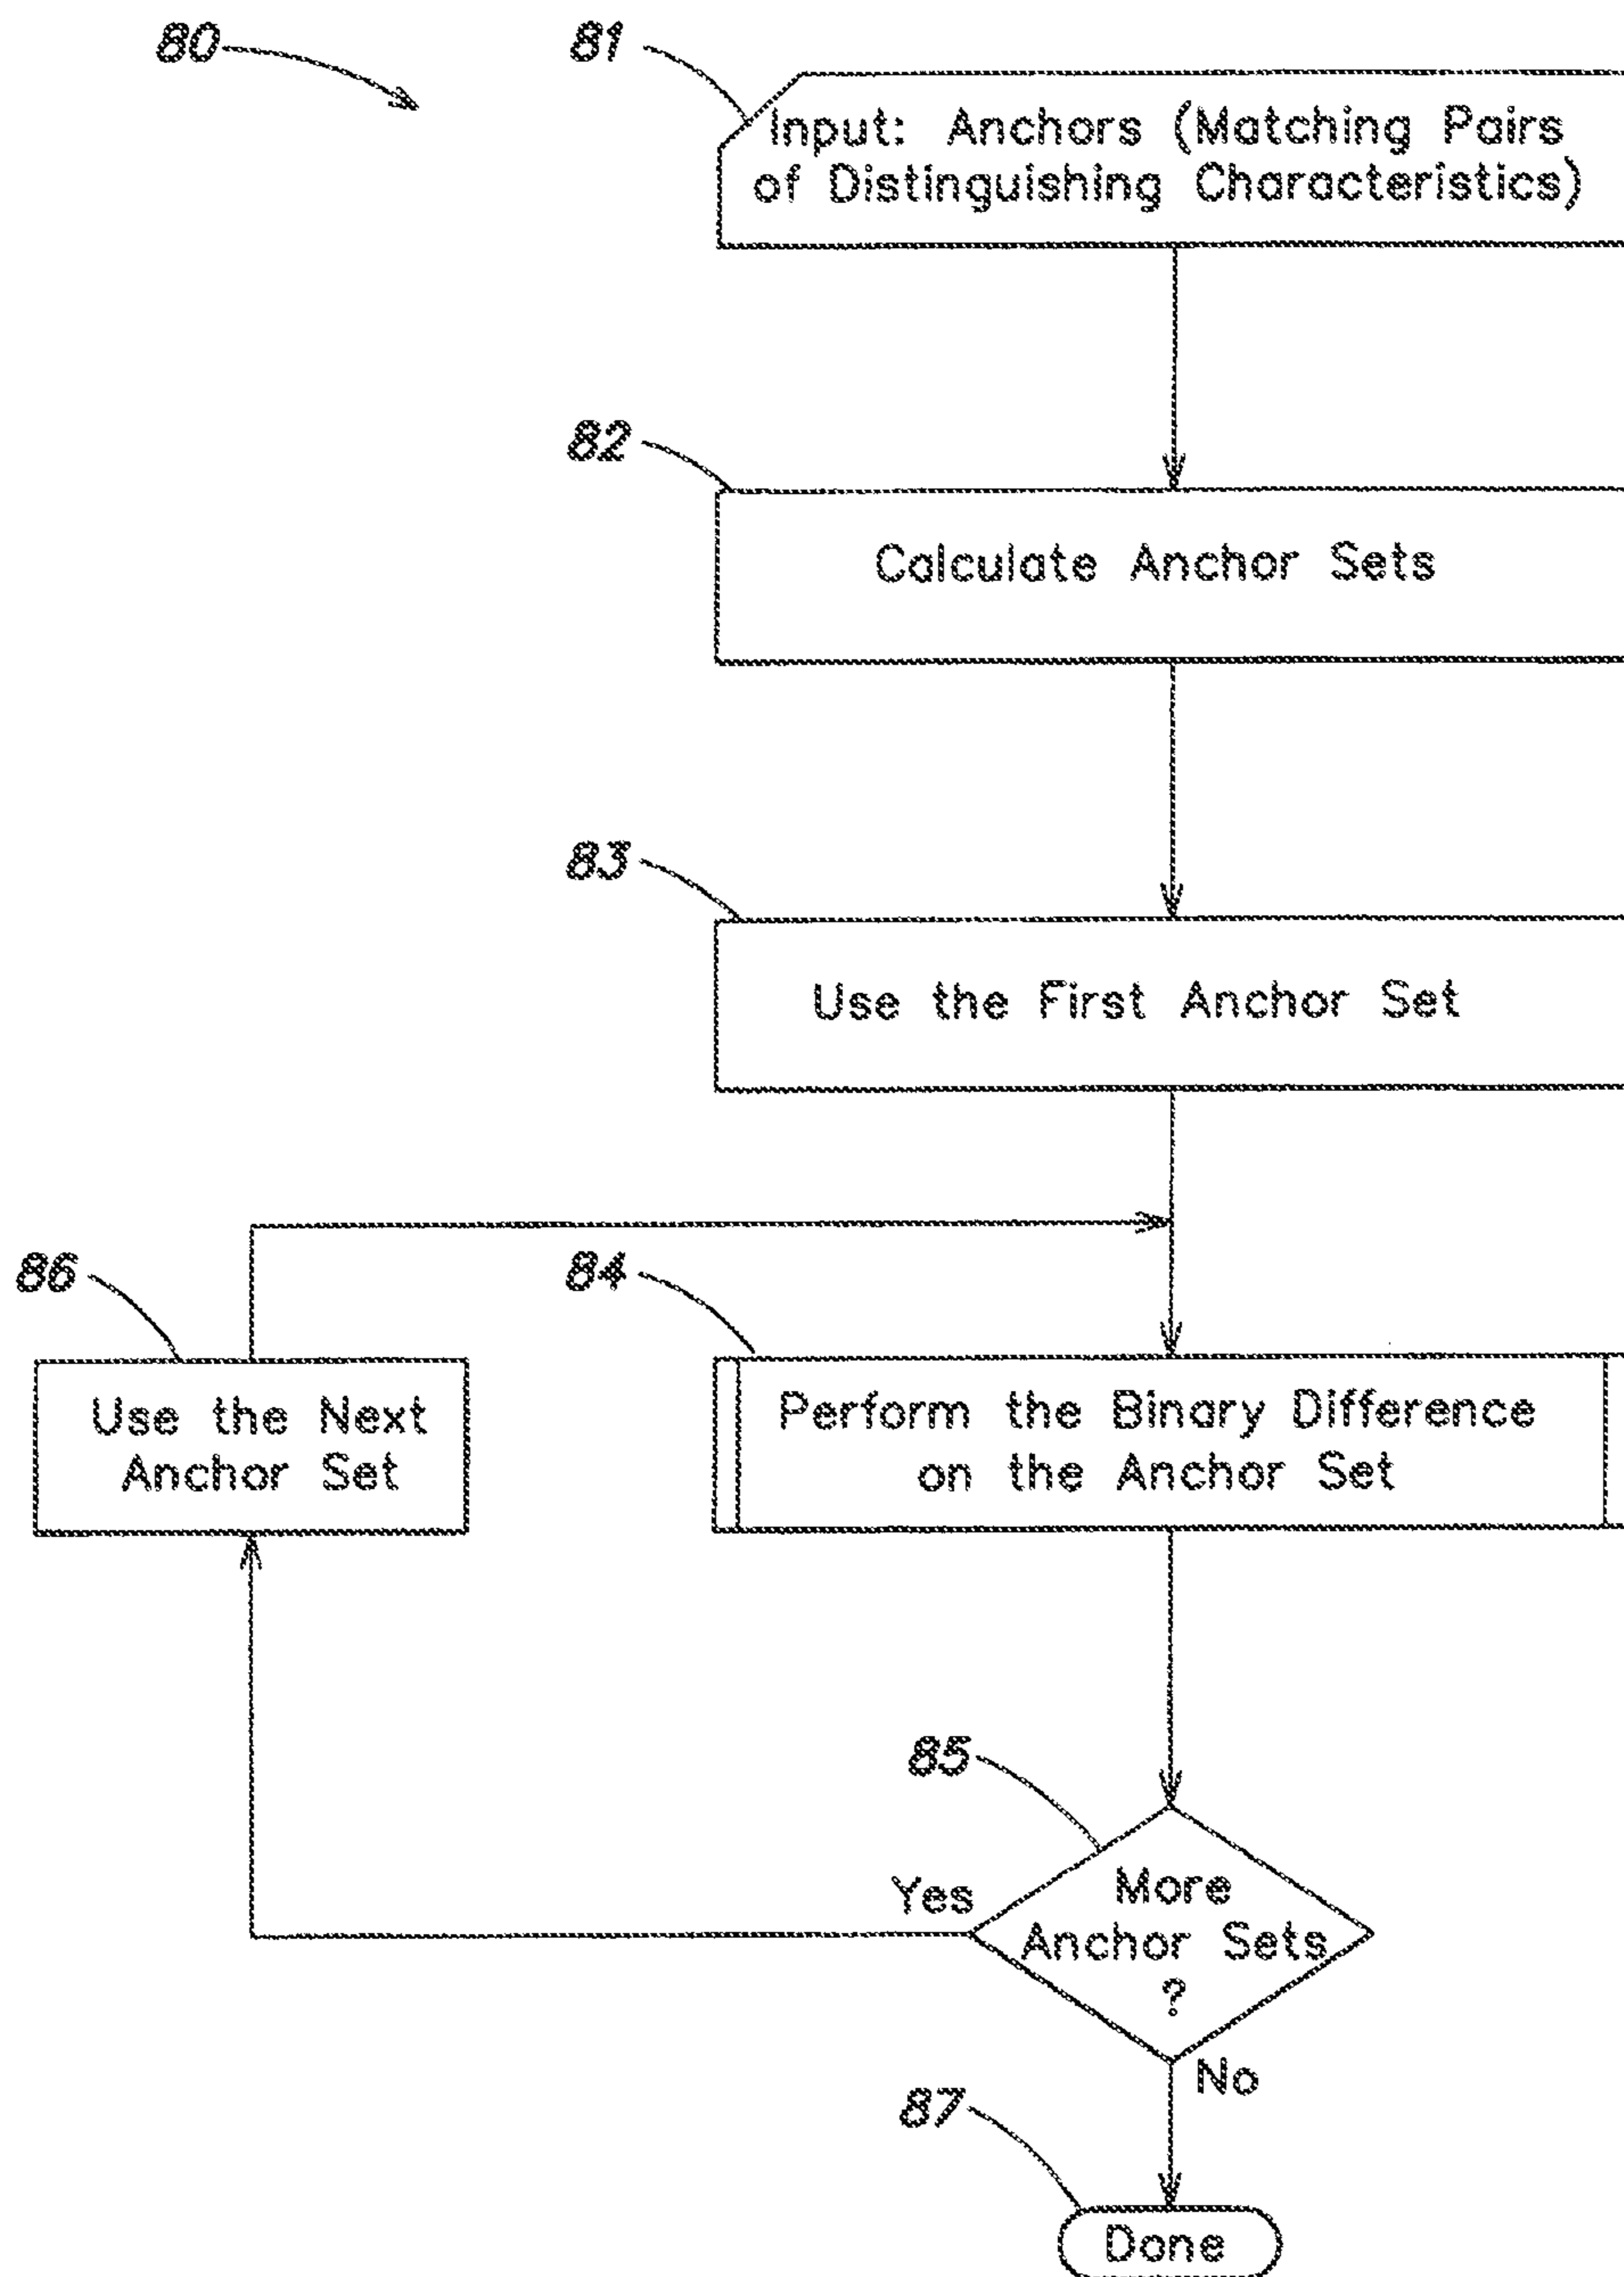 80
81
Input: Anchors (Matching Pairs
of Distinguishing Characteristics)
82
Calculate Anchor Sets
83
Use the First Anchor Set
86
84
Use the Next
Anchor Set
Perform the Binary Difference
on the Anchor Set
85
Yes
More
Anchor Sets
?
No
87
Done